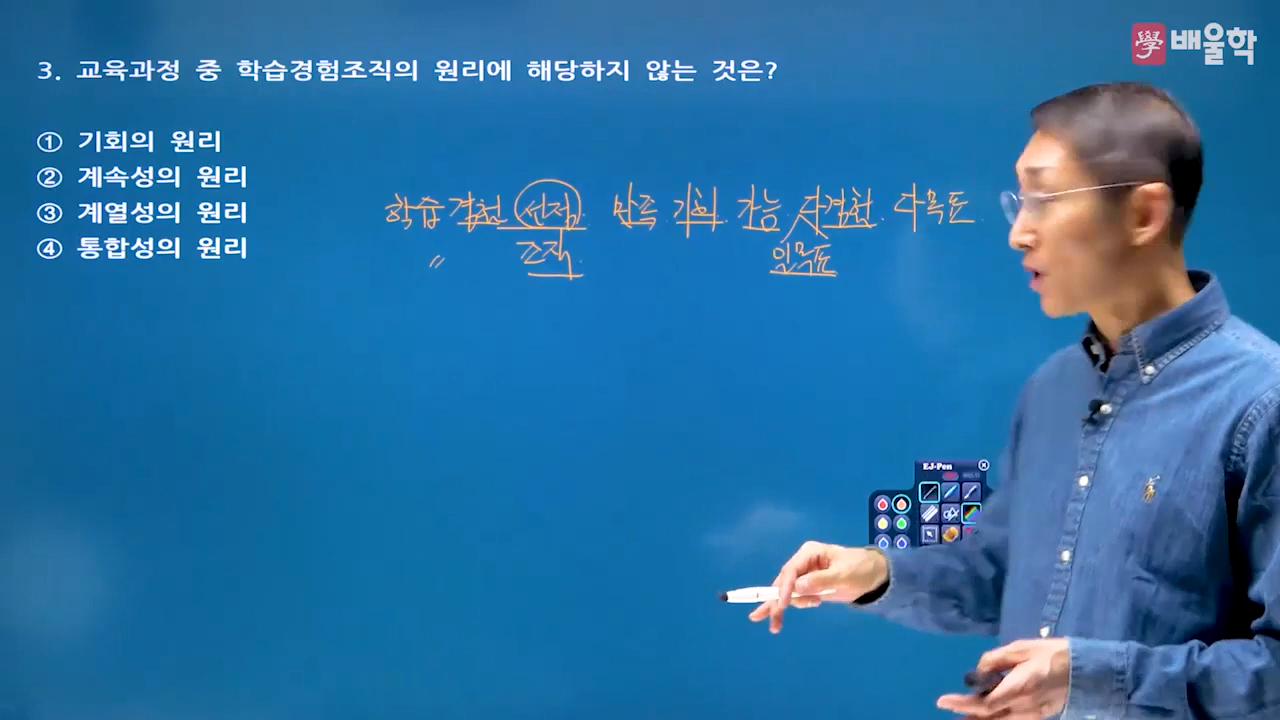 學 배울학
3. 교육과정 중 학습경험조직의 원리에 해당하지 않는 것은?
① 기회의 원리
② 계속성의 원리
③ 계열성의 원리
④ 통합성의 원리
학습 경험 선정 만족 기회 가능 다경험 다목표
〃 조직 일목표
EJ-Pen